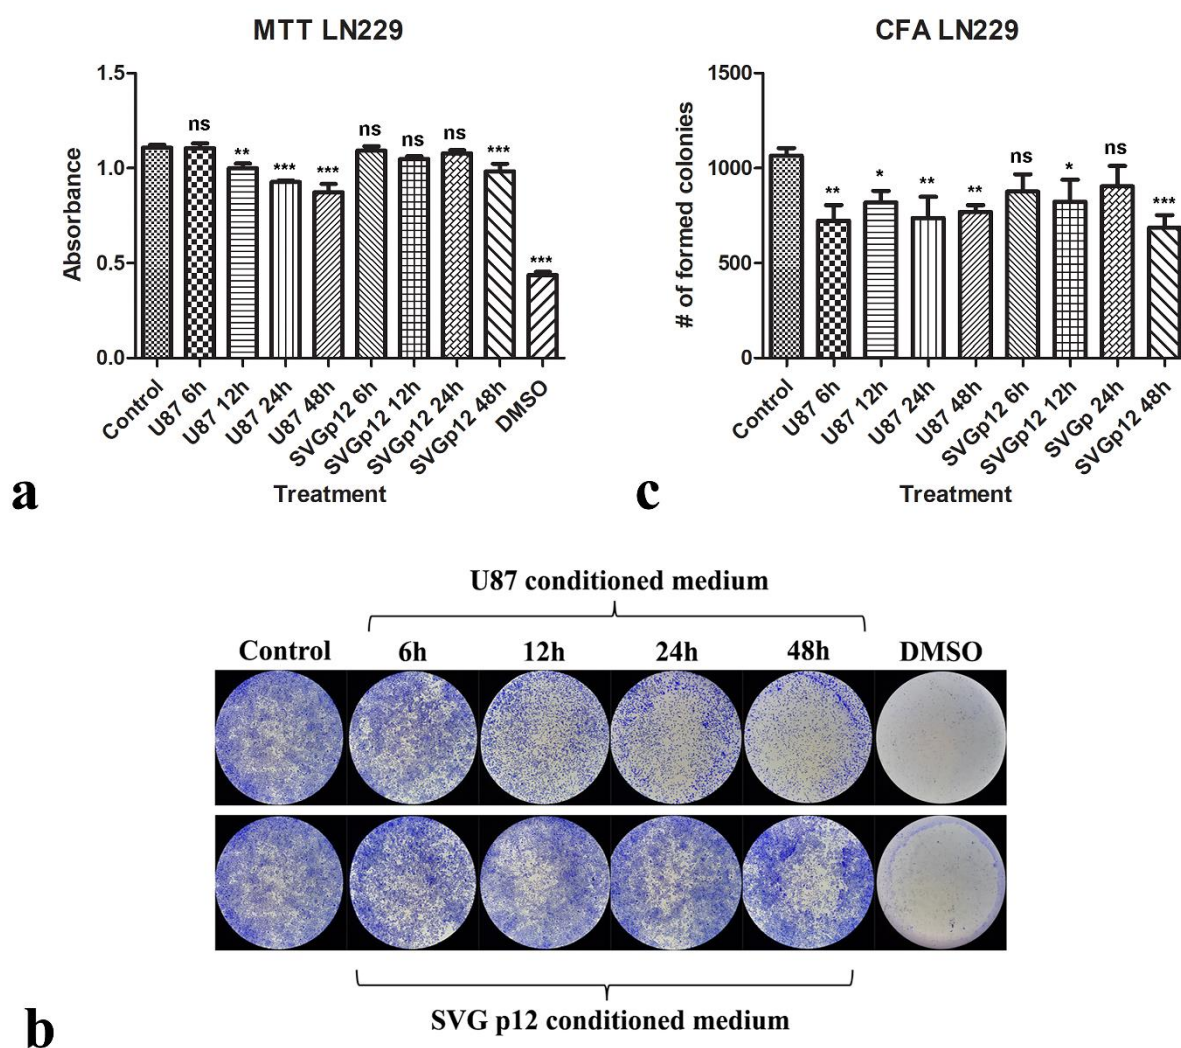 MTT LN229
Absorbance
1.5
1.0
0.5
0.0
ns
**
***
***
ns
ns
ns
***
***
Control
U87 6h
U87 12h
U87 24h
U87 48h
SVGp12 6h
SVGp12 12h
SVGp12 24h
SVGp12 48h
DMSO
Treatment
a
CFA LN229
# of formed colonies
1500
1000
500
0
**
*
**
**
ns
*
ns
***
Control
U87 6h
U87 12h
U87 24h
U87 48h
SVGp12 6h
SVGp12 12h
SVGp 24h
SVGp12 48h
Treatment
c
U87 conditioned medium
Control 6h 12h 24h 48h DMSO
SVG p12 conditioned medium
b